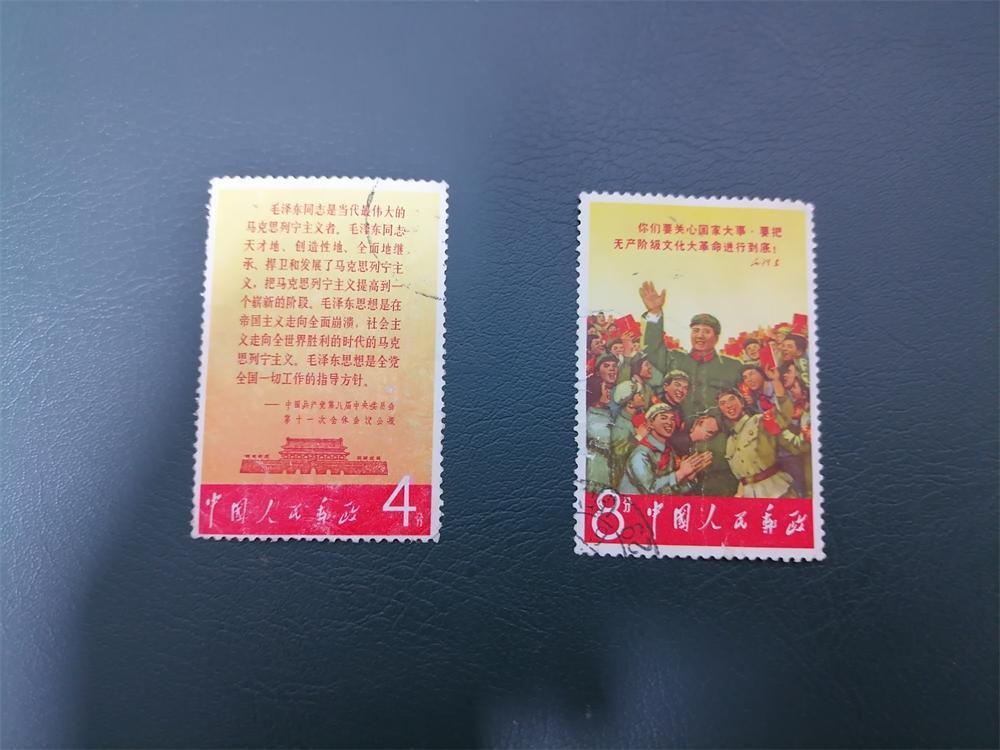 毛泽东同志是当代最伟大的
马克思列宁主义者。毛泽东同志
天才地、创造性地、全面地继
承、捍卫和发展了马克思列宁主
义，把马克思列宁主义提高到一
个崭新的阶段。毛泽东思想是在
帝国主义走向全面崩溃，社会主
义走向全世界胜利的时代的马克
思列宁主义。毛泽东思想是全党
全国一切工作的指导方针。
——中国共产党第八届中央委员会
第十一次全体会议公报
中国人民邮政 4分
你们要关心国家大事，要把
无产阶级文化大革命进行到底！
毛泽东
8分 中国人民邮政